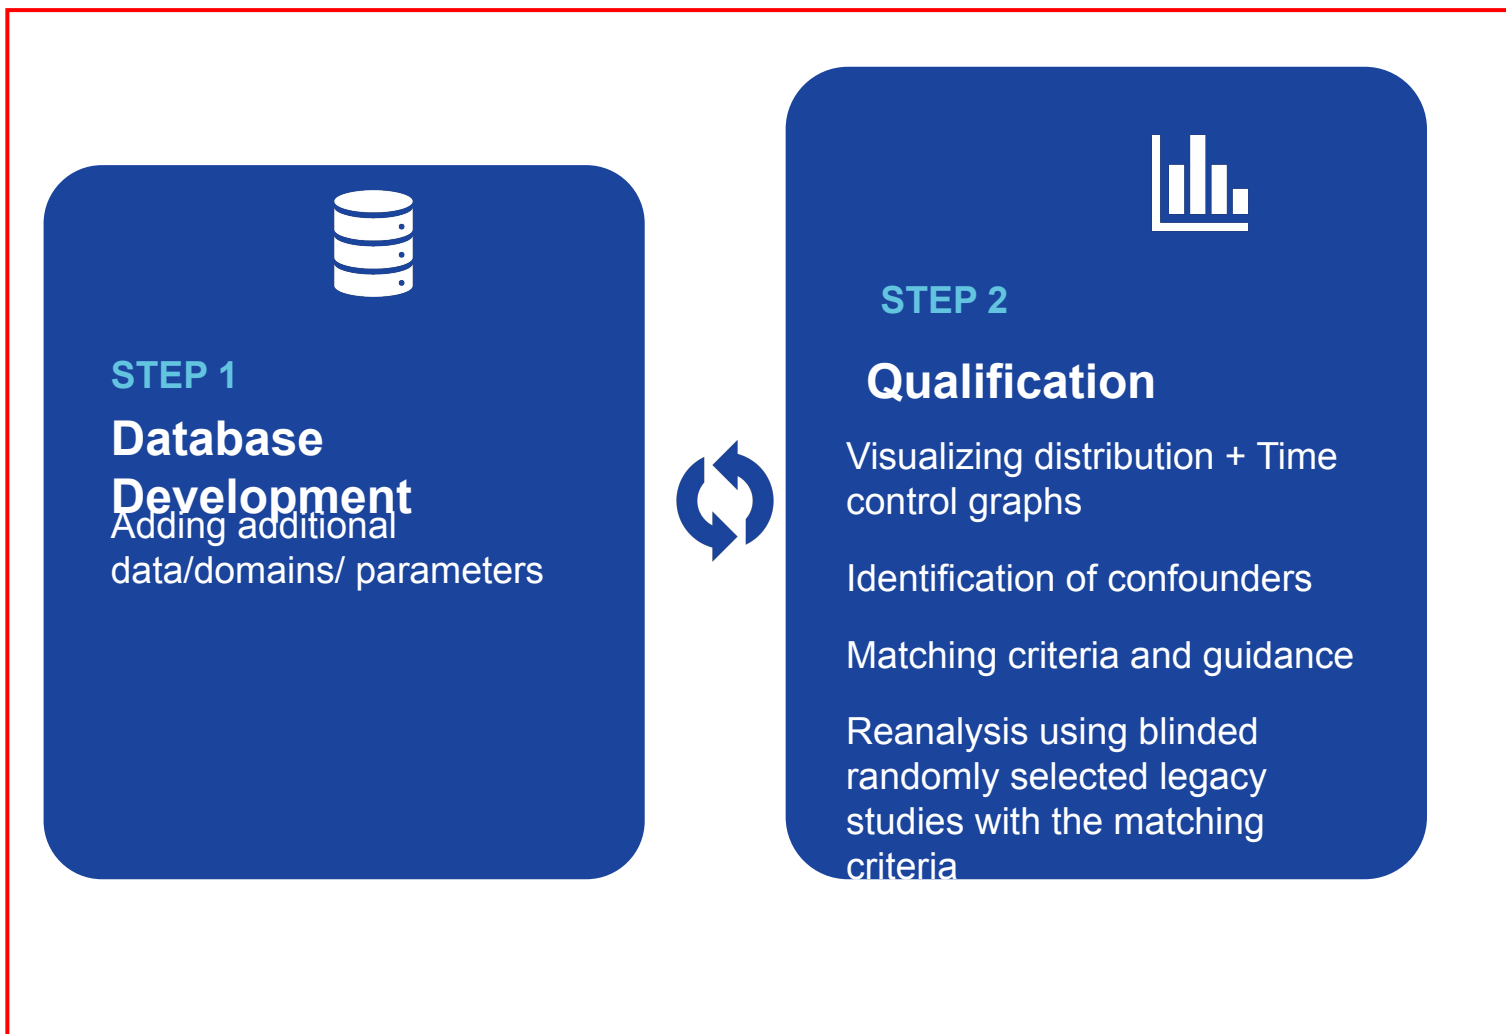 STEP 1
Database
Development
Adding additional
data/domains/ parameters
STEP 2
Qualification
Visualizing distribution + Time
control graphs
Identification of confounders
Matching criteria and guidance
Reanalysis using blinded
randomly selected legacy
studies with the matching
criteria